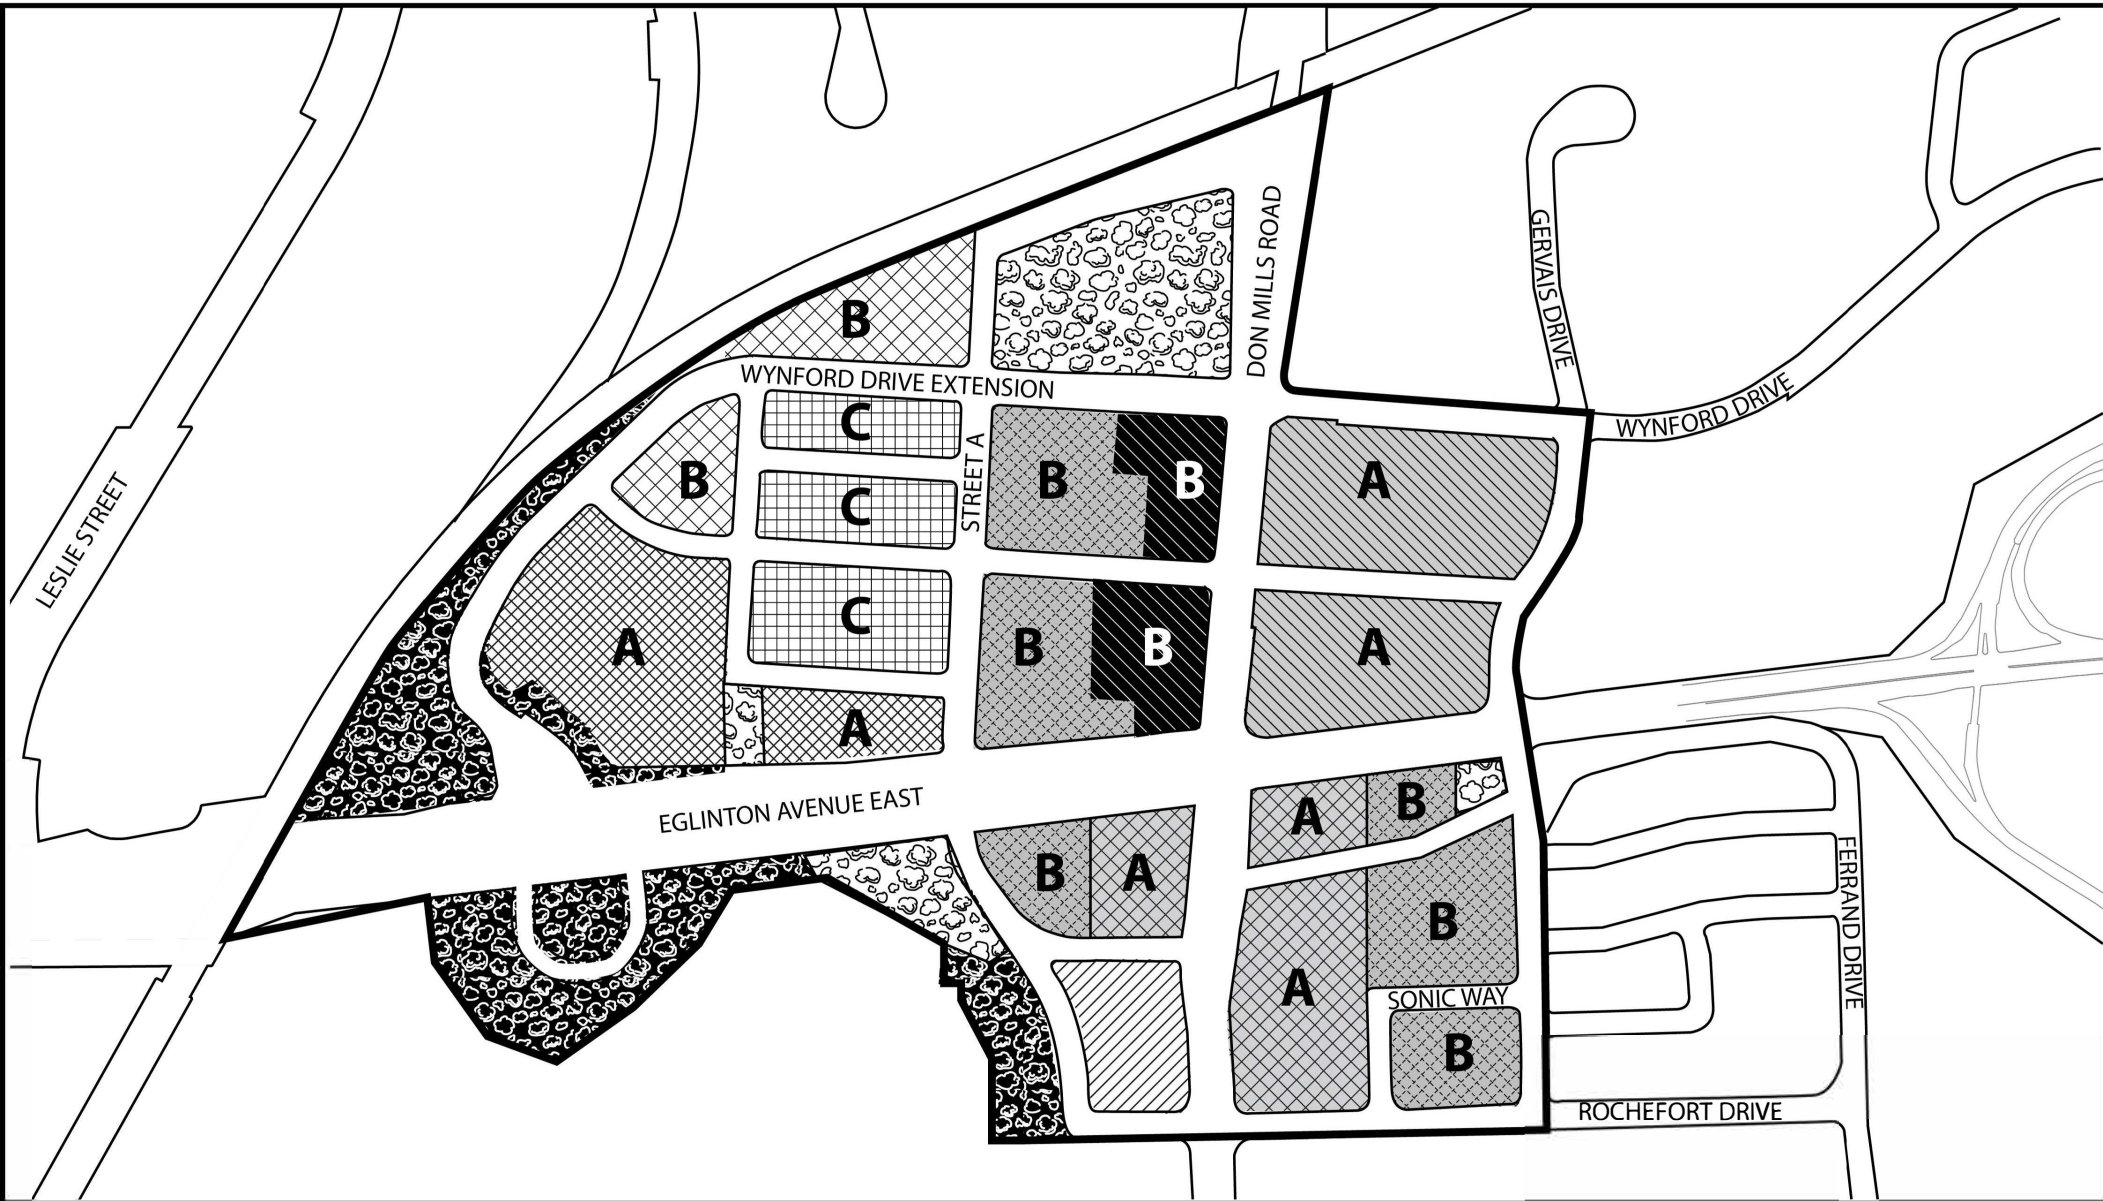 DON MILLS ROAD
GERVAIS DRIVE
B
WYNFORD DRIVE EXTENSION
WYNFORD DRIVE
C
STREET A
B
B
B
A
C
LESLIE STREET
C
A
B
B
A
A
EGLINTON AVENUE EAST
A
B
B
A
FERRAND DRIVE
B
A
SONIC WAY
B
ROCHEFORT DRIVE